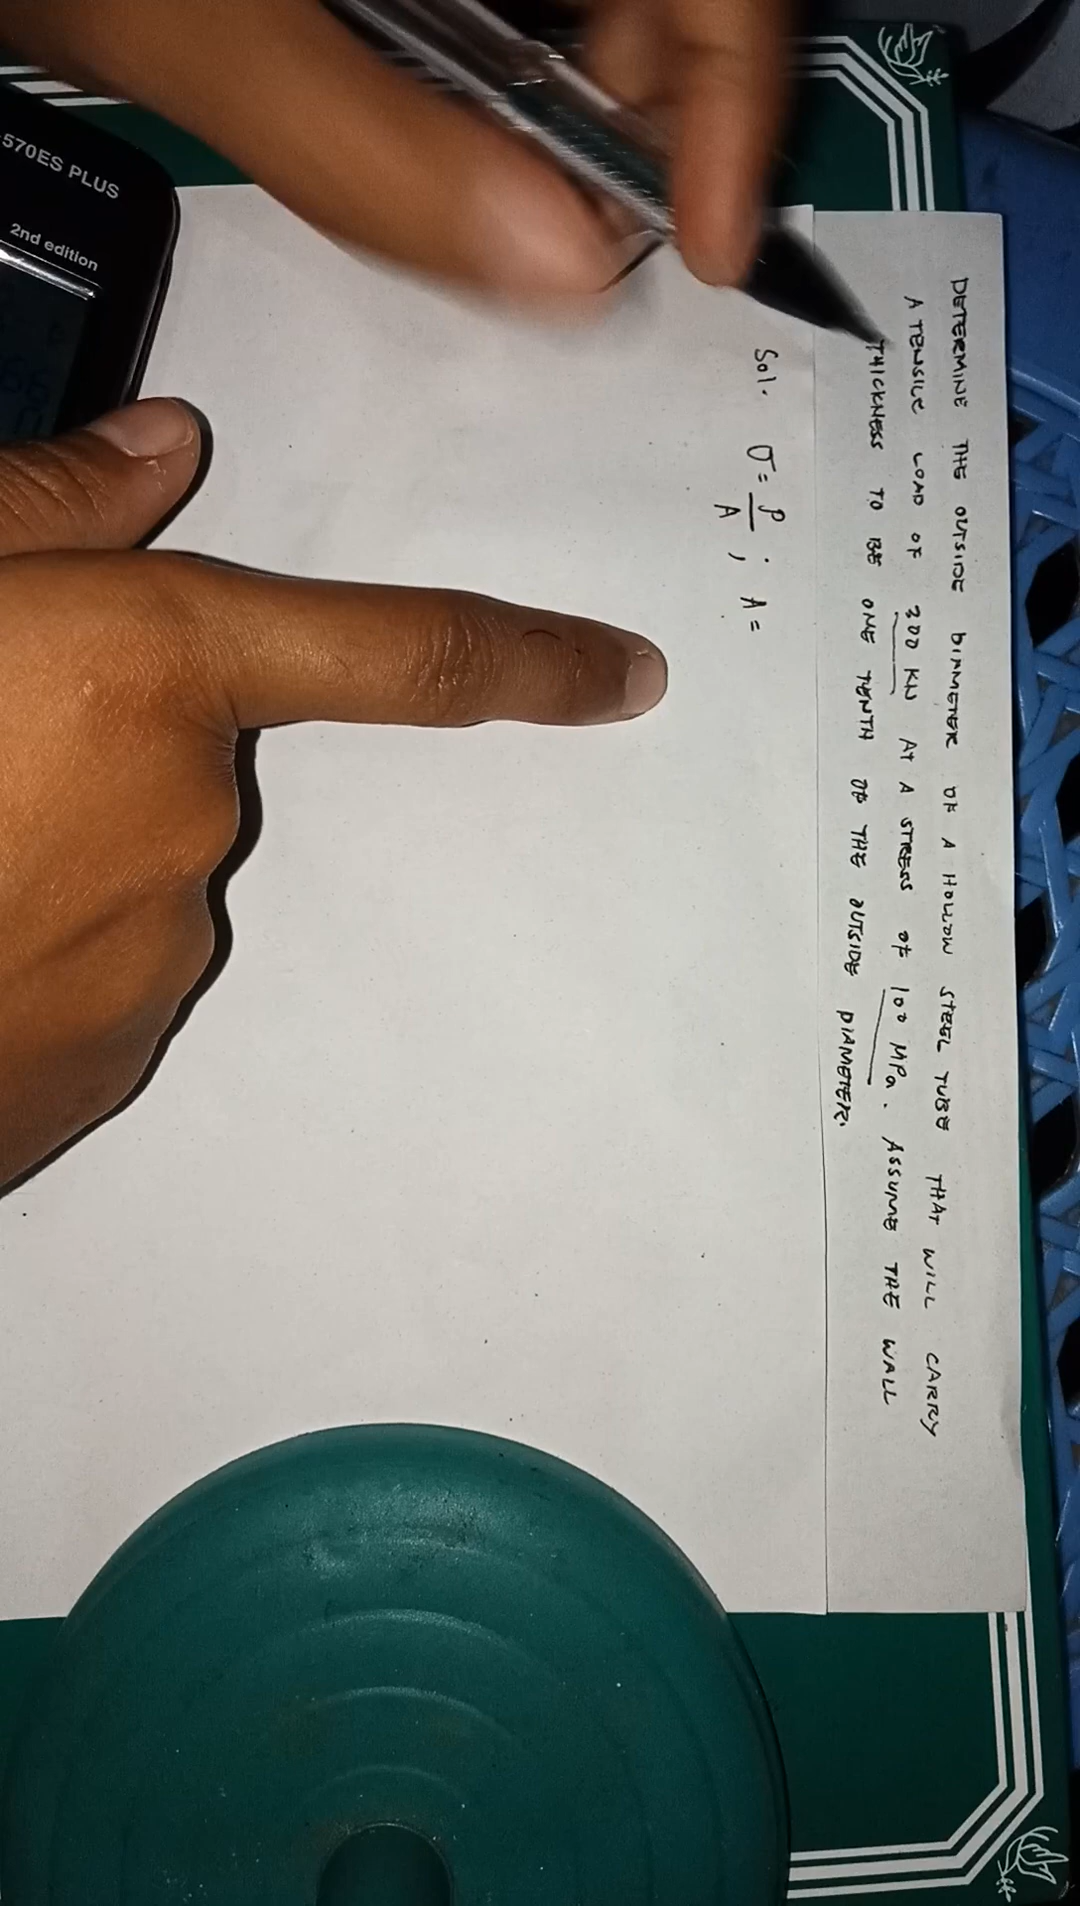 DETERMINE THE OUTSIDE DIAMETER OF A HOLLOW STEEL TUBE THAT WILL CARRY
A TENSILE LOAD OF 300 KN AT A STRESS OF 100 MPa. ASSUME THE WALL
THICKNESS TO BE ONE TENTH OF THE OUTSIDE DIAMETER.
Sol. σ = P/A ; A =
570ES PLUS
2nd edition